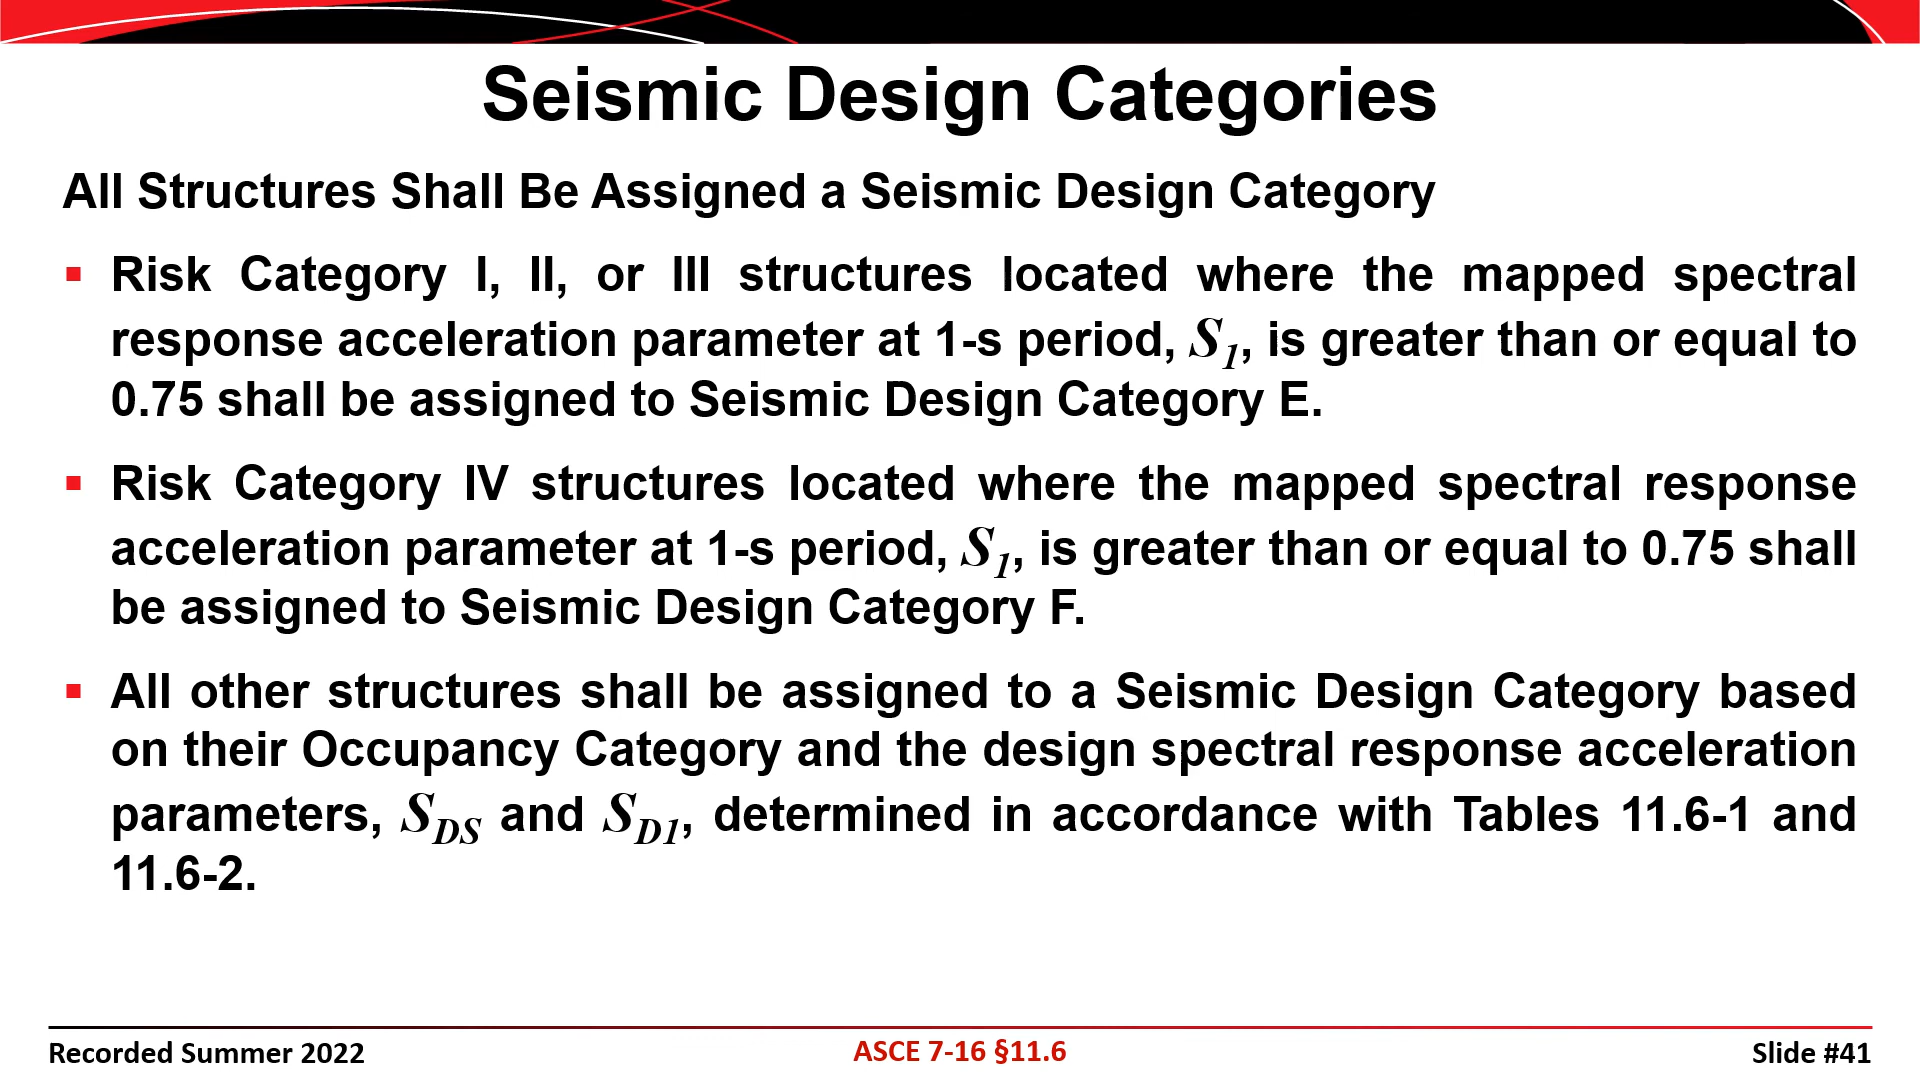 Seismic Design Categories
All Structures Shall Be Assigned a Seismic Design Category
▪ Risk Category I, II, or III structures located where the mapped spectral
response acceleration parameter at 1-s period, S1, is greater than or equal to
0.75 shall be assigned to Seismic Design Category E.
▪ Risk Category IV structures located where the mapped spectral response
acceleration parameter at 1-s period, S1, is greater than or equal to 0.75 shall
be assigned to Seismic Design Category F.
▪ All other structures shall be assigned to a Seismic Design Category based
on their Occupancy Category and the design spectral response acceleration
parameters, SDS and SD1, determined in accordance with Tables 11.6-1 and
11.6-2.
Recorded Summer 2022
ASCE 7-16 §11.6
Slide #41